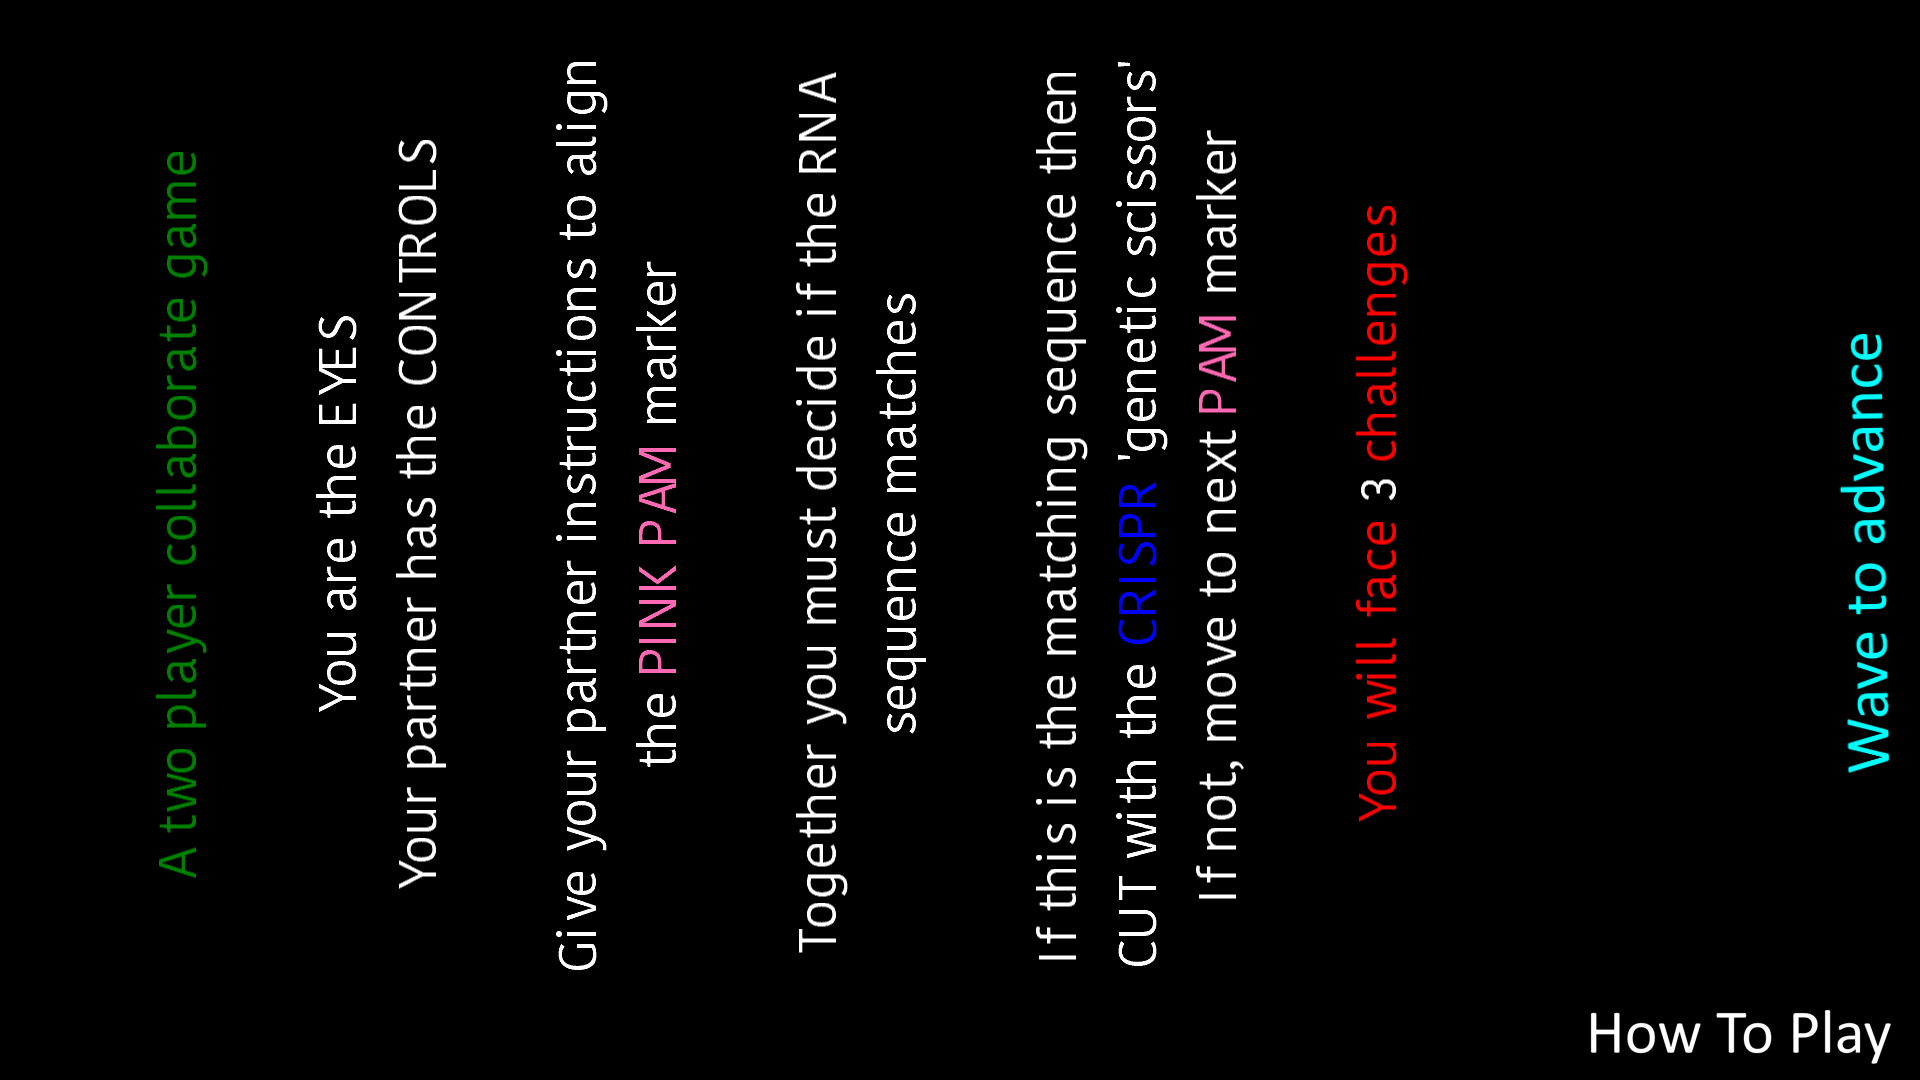 A two player collaborate game
You are the EYES
Your partner has the CONTROLS
Give your partner instructions to align
the PINK PAM marker
Together you must decide if the RNA
sequence matches
If this is the matching sequence then
CUT with the CRISPR 'genetic scissors'
If not, move to next PAM marker
You will face 3 challenges
Wave to advance
How To Play